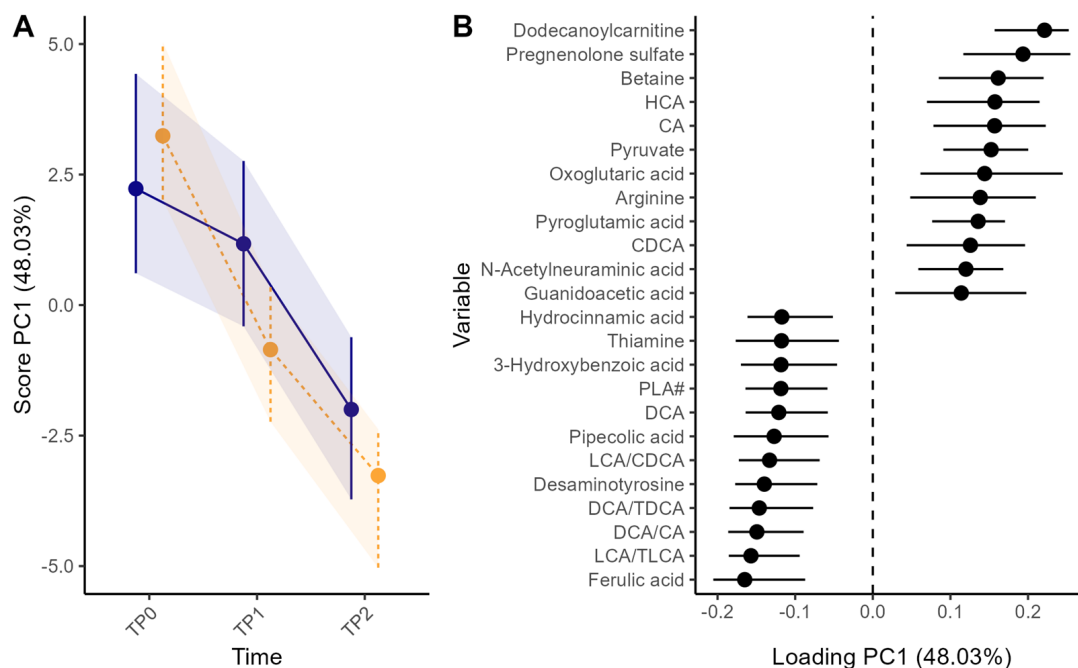 A
Score PC1 (48.03%)
5.0
2.5
0.0
-2.5
-5.0
TP0
TP1
TP2
Time
B
Variable
Dodecanoylcarnitine
Pregnenolone sulfate
Betaine
HCA
CA
Pyruvate
Oxoglutaric acid
Arginine
Pyroglutamic acid
CDCA
N-Acetylneuraminic acid
Guanidoacetic acid
Hydrocinnamic acid
Thiamine
3-Hydroxybenzoic acid
PLA#
DCA
Pipecolic acid
LCA/CDCA
Desaminotyrosine
DCA/TDCA
DCA/CA
LCA/TLCA
Ferulic acid
-0.2
-0.1
0.0
0.1
0.2
Loading PC1 (48.03%)